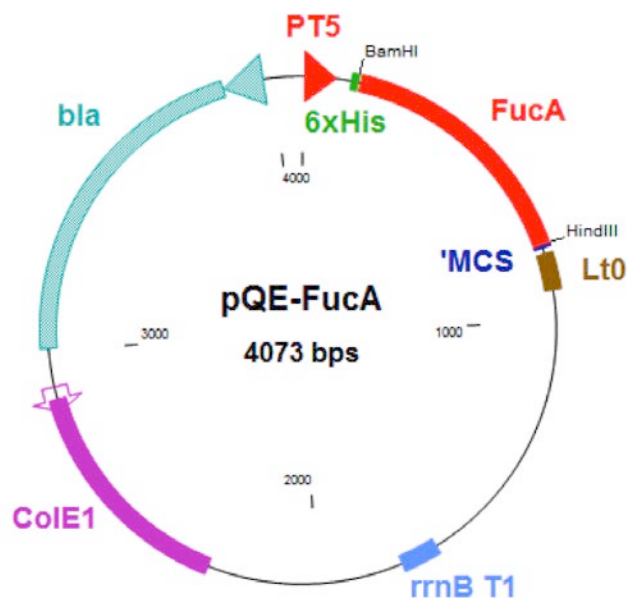 PT5
BamHI
FucA
bla
6xHis
4000
HindIII
'MCS
Lt0
pQE-FucA
4073 bps
1000
3000
2000
ColE1
rrnB T1